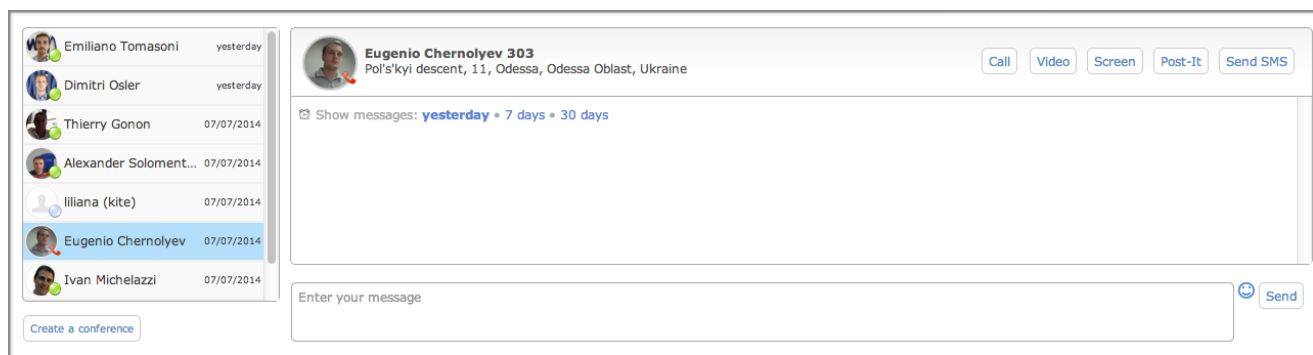 Emiliano Tomasoni yesterday
Dimitri Osler yesterday
Thierry Gonon 07/07/2014
Alexander Soloment... 07/07/2014
liliana (kite) 07/07/2014
Eugenio Chernolyev 07/07/2014
Ivan Michelazzi 07/07/2014
Create a conference
Eugenio Chernolyev 303
Pol's'kyi descent, 11, Odessa, Odessa Oblast, Ukraine
Call Video Screen Post-It Send SMS
Show messages: yesterday • 7 days • 30 days
Enter your message
Send